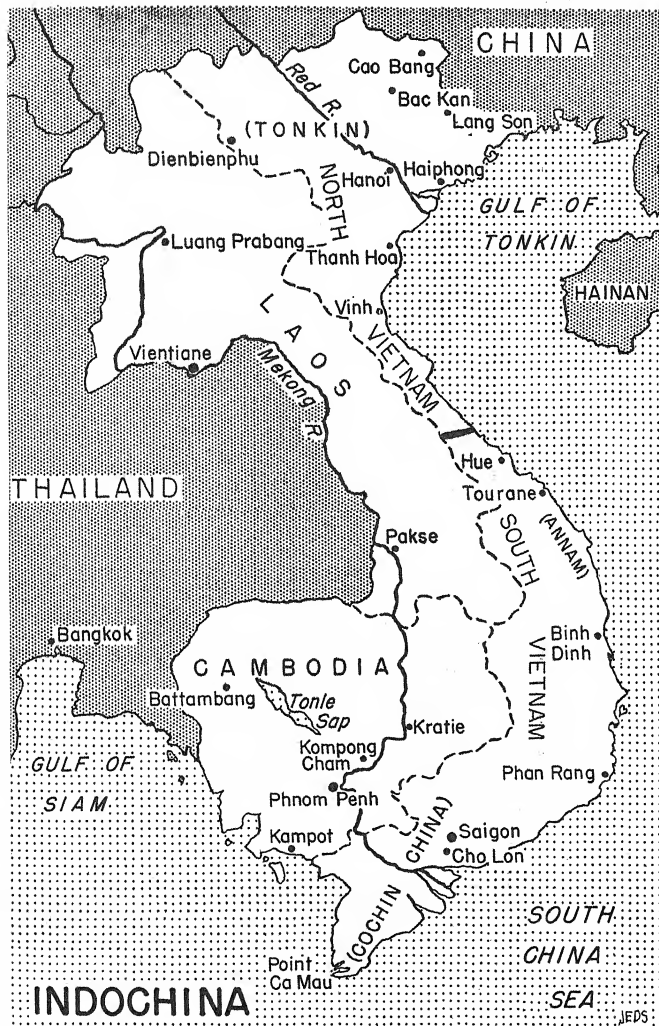 CHINA
Cao Bang
Red R.
Bac Kan
Lang Son
(TONKIN)
Dienbienphu
NORTH
Hanoi
Haiphong
GULF OF
TONKIN
Luang Prabang
Thanh Hoa
HAINAN
LAOS
Vinh
VIETNAM
Vientiane
Mekong R.
Hue
THAILAND
Tourane
SOUTH
(ANNAM)
Pakse
Bangkok
Binh
Dinh
CAMBODIA
VIETNAM
Battambang
Tonle
Sap
Kratie
GULF OF
SIAM
Kompong
Cham
Phan Rang
Phnom Penh
Kampot
Saigon
Cho Lon
(COCHIN CHINA)
SOUTH
CHINA
SEA
Point
Ca Mau
INDOCHINA
JEDS